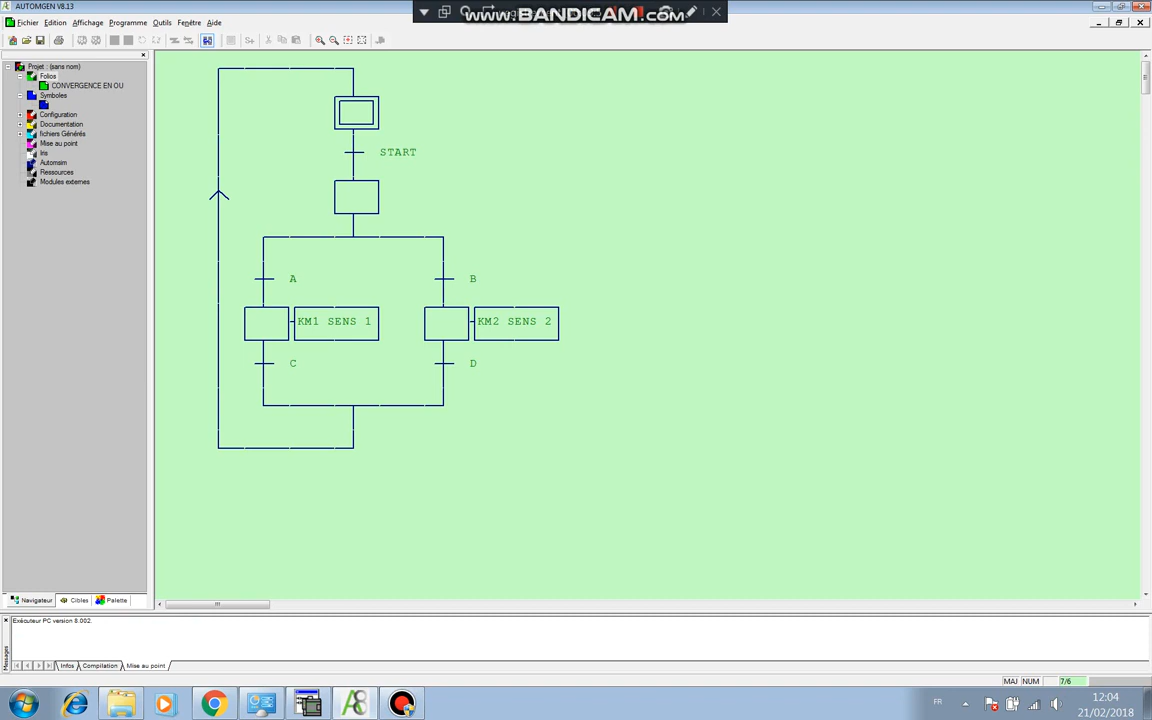 AUTOMGEN V8.13
www.BANDICAM.com
Fichier Edition Affichage Programme Outils Fenêtre Aide
Projet : (sans nom)
Folios
CONVERGENCE EN OU
Symboles
Configuration
Documentation
fichiers Générés
Mise au point
Iris
Automsim
Ressources
Modules externes
START
A
B
KM1 SENS 1
KM2 SENS 2
C
D
Navigateur Cibles Palette
Messages
Exécuteur PC version 8.002.
Infos Compilation Mise au point
MAJ NUM 7/6
FR
12:04
21/02/2018